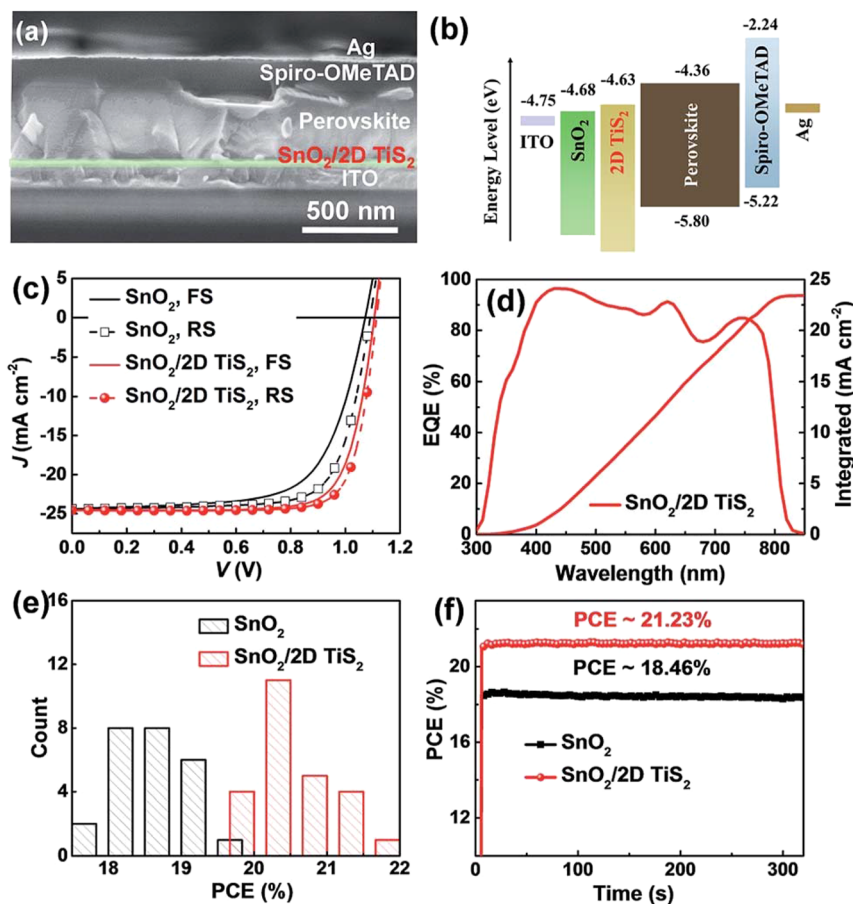 (a)
Ag
Spiro-OMeTAD
Perovskite
SnO₂/2D TiS₂
ITO
500 nm
(b)
Energy Level (eV)
-4.75
ITO
-4.68
SnO₂
-4.63
2D TiS₂
-4.36
Perovskite
-5.80
-2.24
Spiro-OMeTAD
-5.22
Ag
(c)
SnO₂, FS
SnO₂, RS
SnO₂/2D TiS₂, FS
SnO₂/2D TiS₂, RS
5
0
-5
-10
-15
-20
-25
J (mA cm⁻²)
0.0 0.2 0.4 0.6 0.8 1.0 1.2
V (V)
(d)
100
80
60
40
20
0
EQE (%)
25
20
15
10
5
0
Integrated (mA cm⁻²)
SnO₂/2D TiS₂
300 400 500 600 700 800
Wavelength (nm)
(e)
SnO₂
SnO₂/2D TiS₂
16
12
8
4
0
Count
18 19 20 21 22
PCE (%)
(f)
PCE ~ 21.23%
PCE ~ 18.46%
SnO₂
SnO₂/2D TiS₂
21
18
12
PCE (%)
0 100 200 300
Time (s)